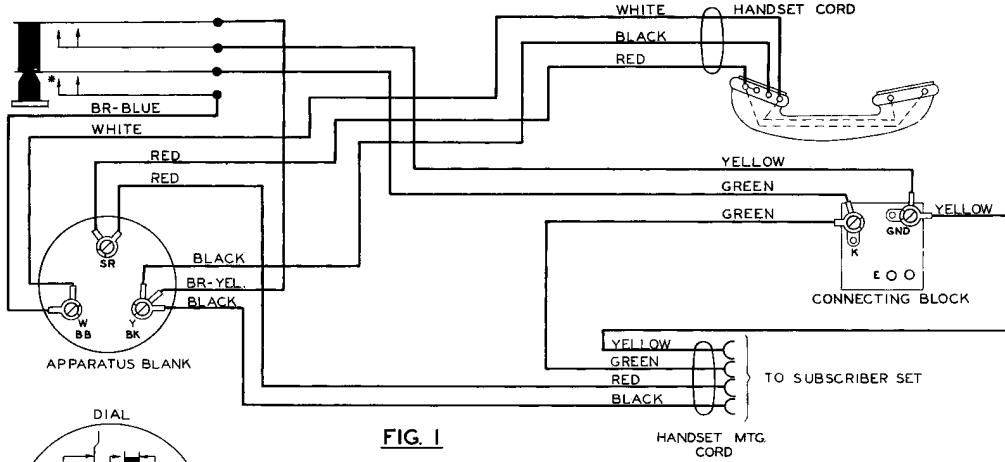 WHITE
HANDSET CORD
BLACK
RED
*
BR-BLUE
WHITE
RED
RED
YELLOW
GREEN
GREEN
YELLOW
GND
K
E
CONNECTING BLOCK
SR
BLACK
BR-YEL.
BLACK
W
BB
Y
BK
APPARATUS BLANK
YELLOW
GREEN
RED
BLACK
TO SUBSCRIBER SET
HANDSET MTG.
CORD
DIAL
FIG. 1